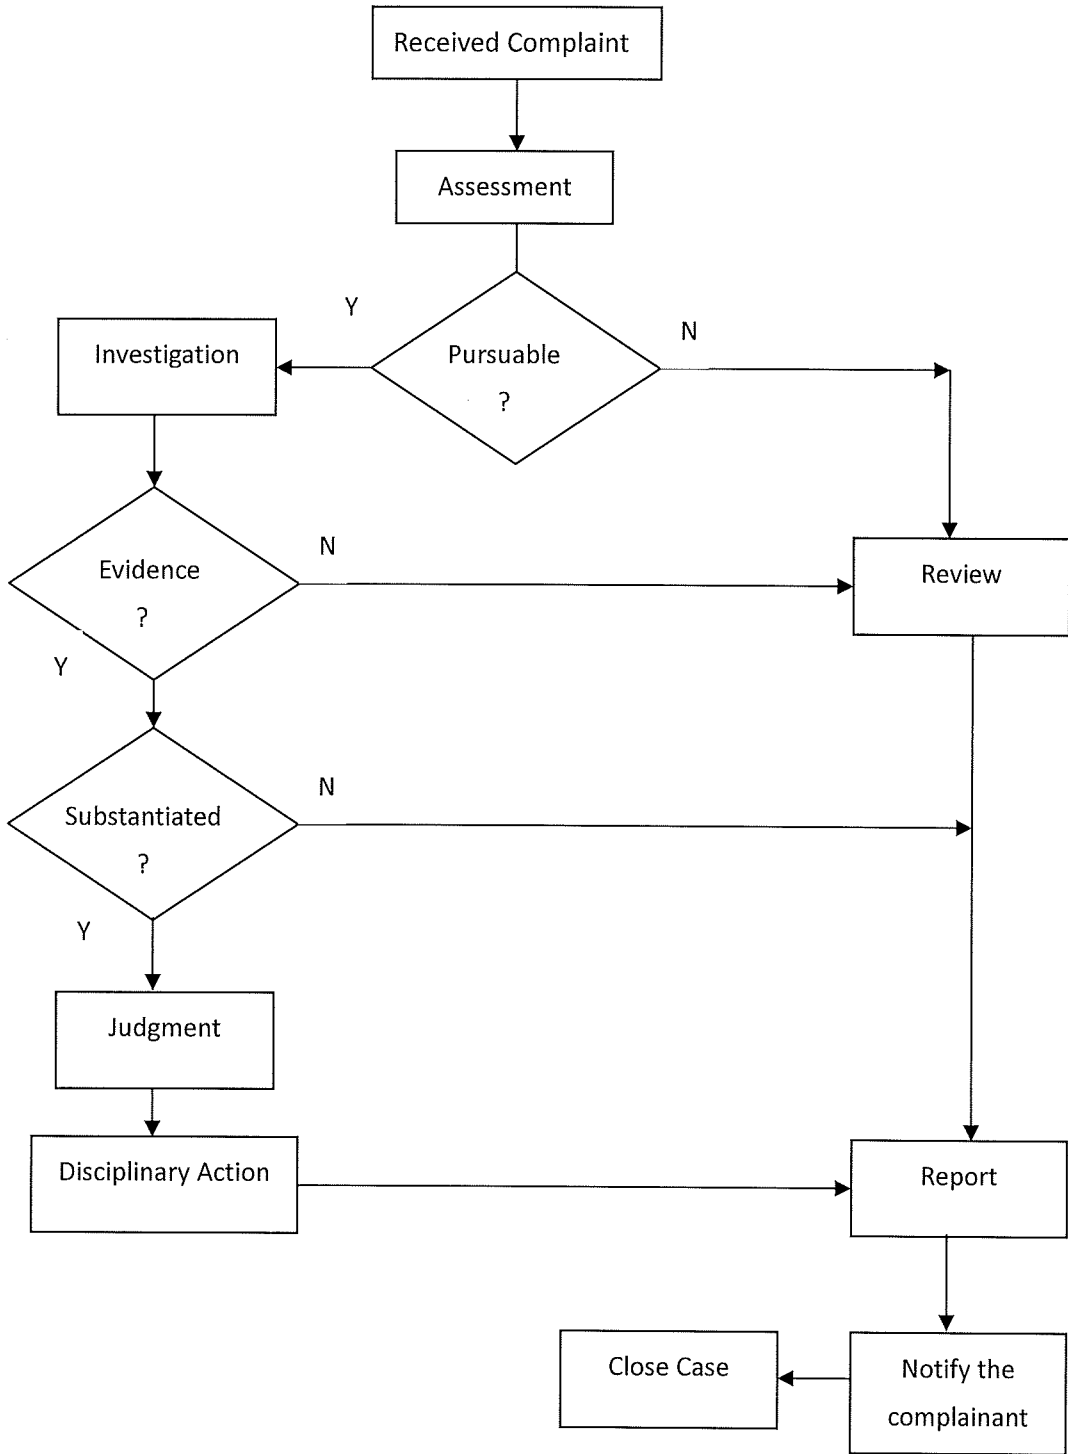 Received Complaint
Assessment
Y
N
Pursuable
?
Investigation
N
Evidence
?
Review
Y
N
Substantiated
?
Y
Judgment
Disciplinary Action
Report
Close Case
Notify the
complainant